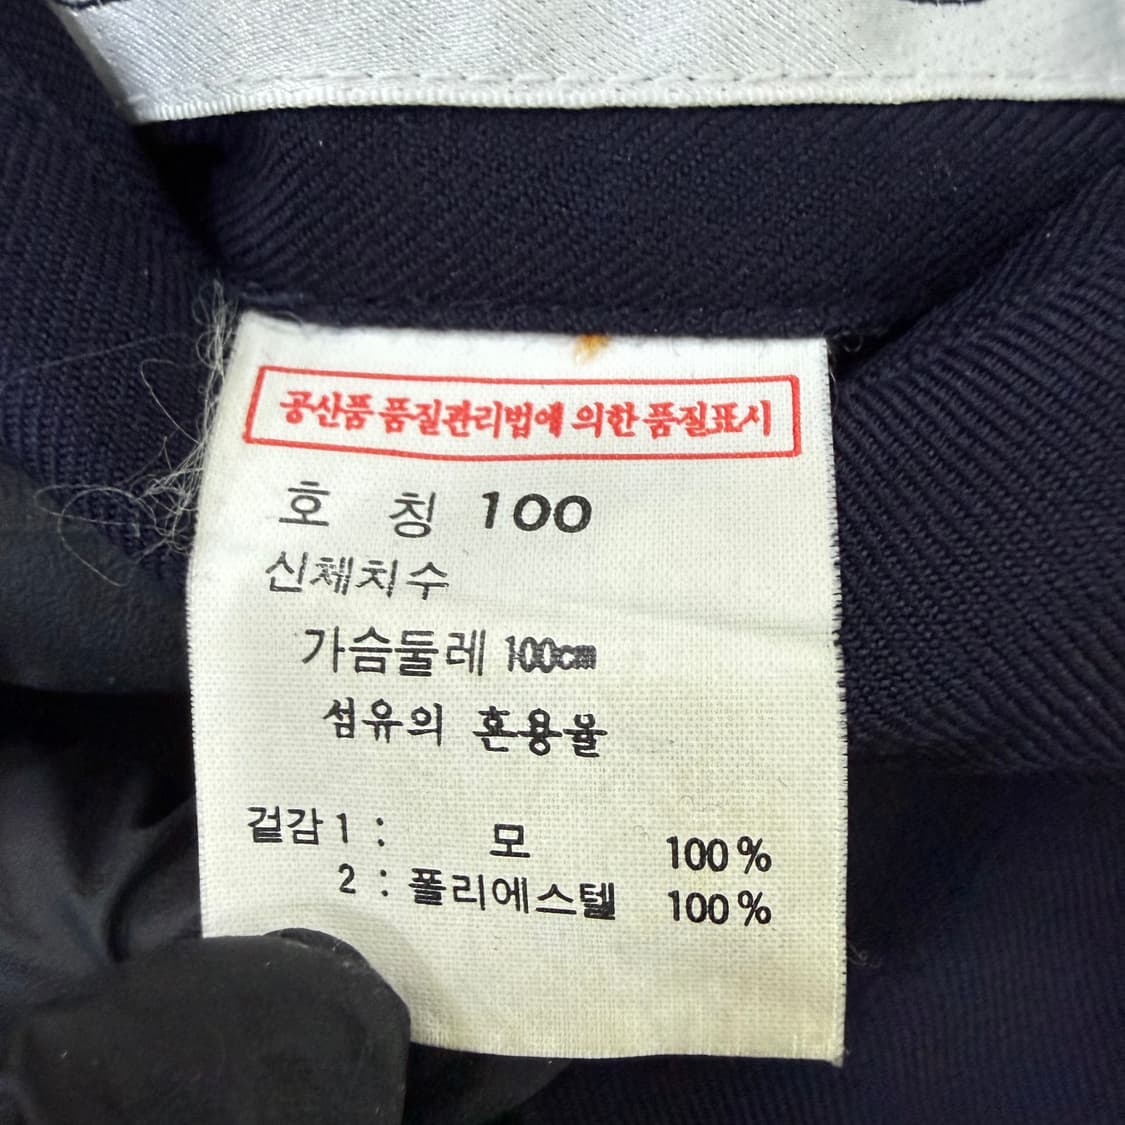 공산품 품질관리법에 의한 품질표시
호 칭 100
신체치수
가슴둘레 100cm
섬유의 혼용율
겉감 1 : 모 100%
2 : 폴리에스텔 100%